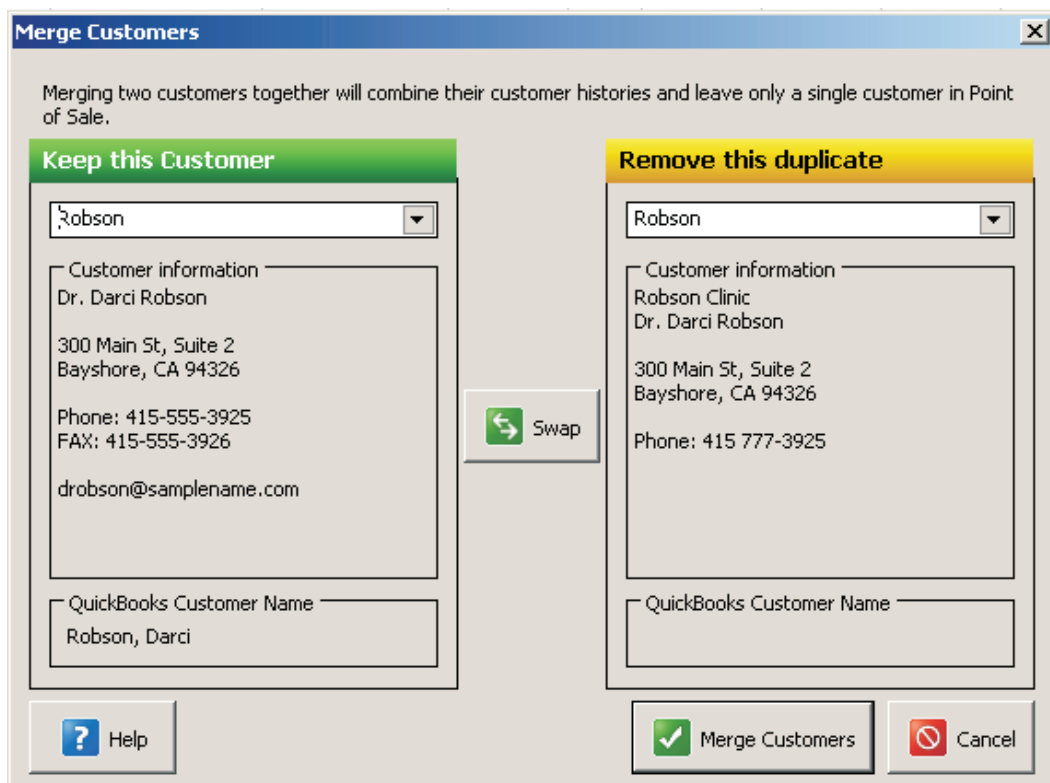 Merge Customers
Merging two customers together will combine their customer histories and leave only a single customer in Point
of Sale.
Keep this Customer
Robson
Customer information
Dr. Darci Robson
300 Main St, Suite 2
Bayshore, CA 94326
Phone: 415-555-3925
FAX: 415-555-3926
drobson@samplename.com
QuickBooks Customer Name
Robson, Darci
Swap
Remove this duplicate
Robson
Customer information
Robson Clinic
Dr. Darci Robson
300 Main St, Suite 2
Bayshore, CA 94326
Phone: 415 777-3925
QuickBooks Customer Name
Help
Merge Customers
Cancel